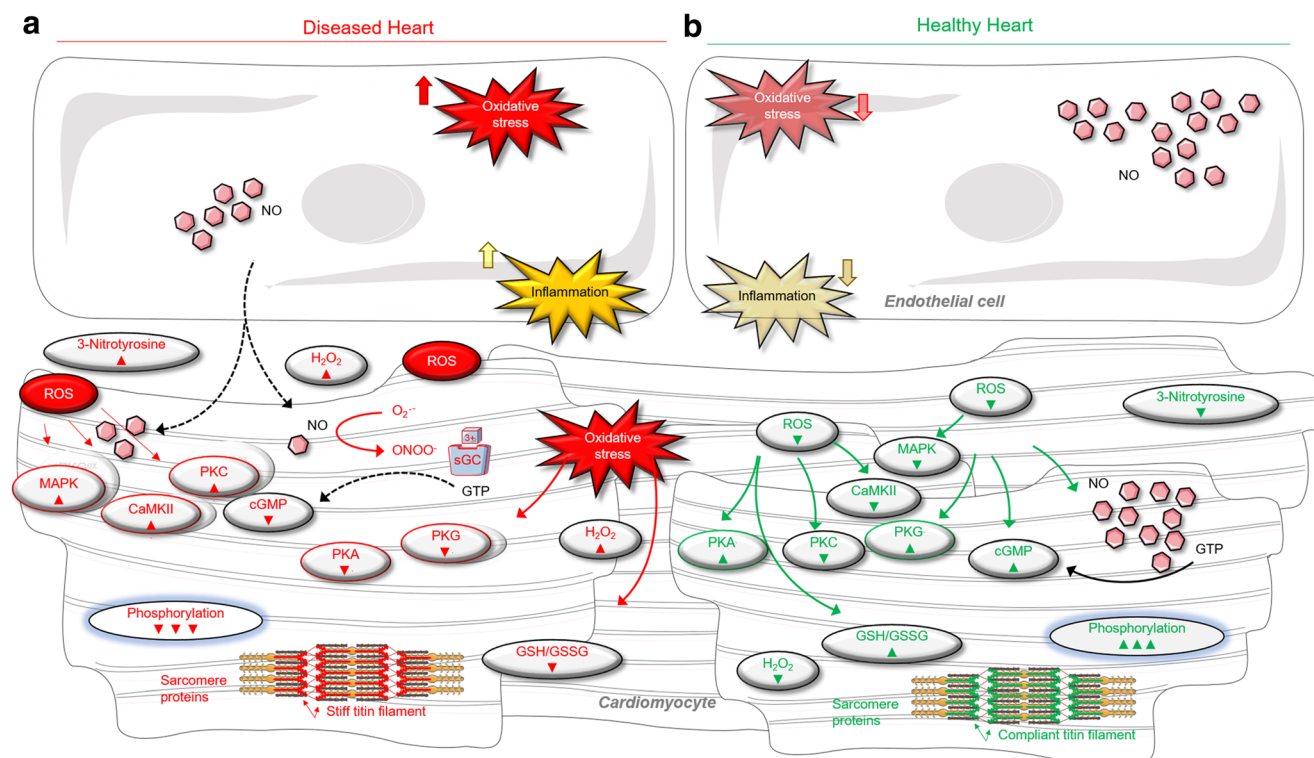 a
Diseased Heart
Oxidative
stress
NO
Inflammation
3-Nitrotyrosine
▲
H₂O₂
▲
ROS
ROS
NO
O₂·-
ONOO-
3+
sGC
GTP
Oxidative
stress
MAPK
▲
PKC
▲
CaMKII
▲
cGMP
▼
PKA
▼
PKG
▼
H₂O₂
▲
Phosphorylation
▼ ▼ ▼
Sarcomere
proteins
Stiff titin filament
GSH/GSSG
▼
Cardiomyocyte
b
Healthy Heart
Oxidative
stress
NO
Inflammation
Endothelial cell
ROS
▼
3-Nitrotyrosine
▼
ROS
▼
MAPK
▼
CaMKII
▼
NO
PKA
▲
PKC
▼
PKG
▲
cGMP
▲
GTP
Phosphorylation
▲▲▲
GSH/GSSG
▲
H₂O₂
▼
Sarcomere
proteins
Compliant titin filament